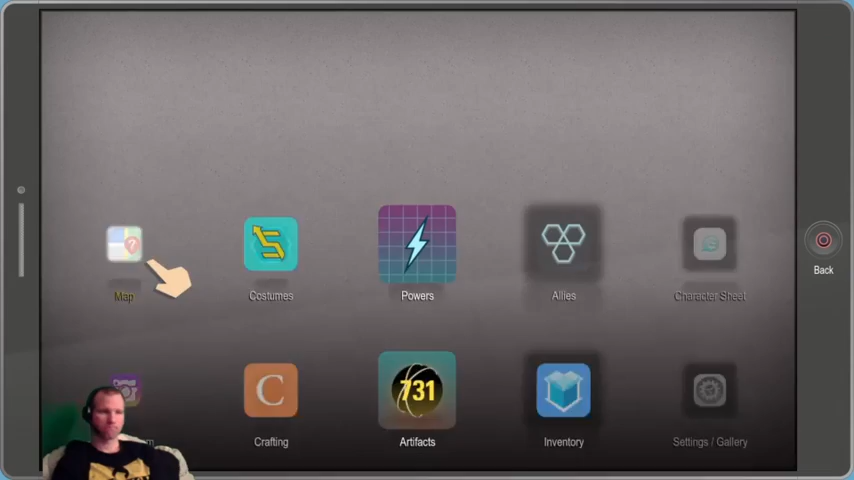 Back
Map
Costumes
Powers
Allies
Character Sheet
C
731
Crafting
Artifacts
Inventory
Settings / Gallery